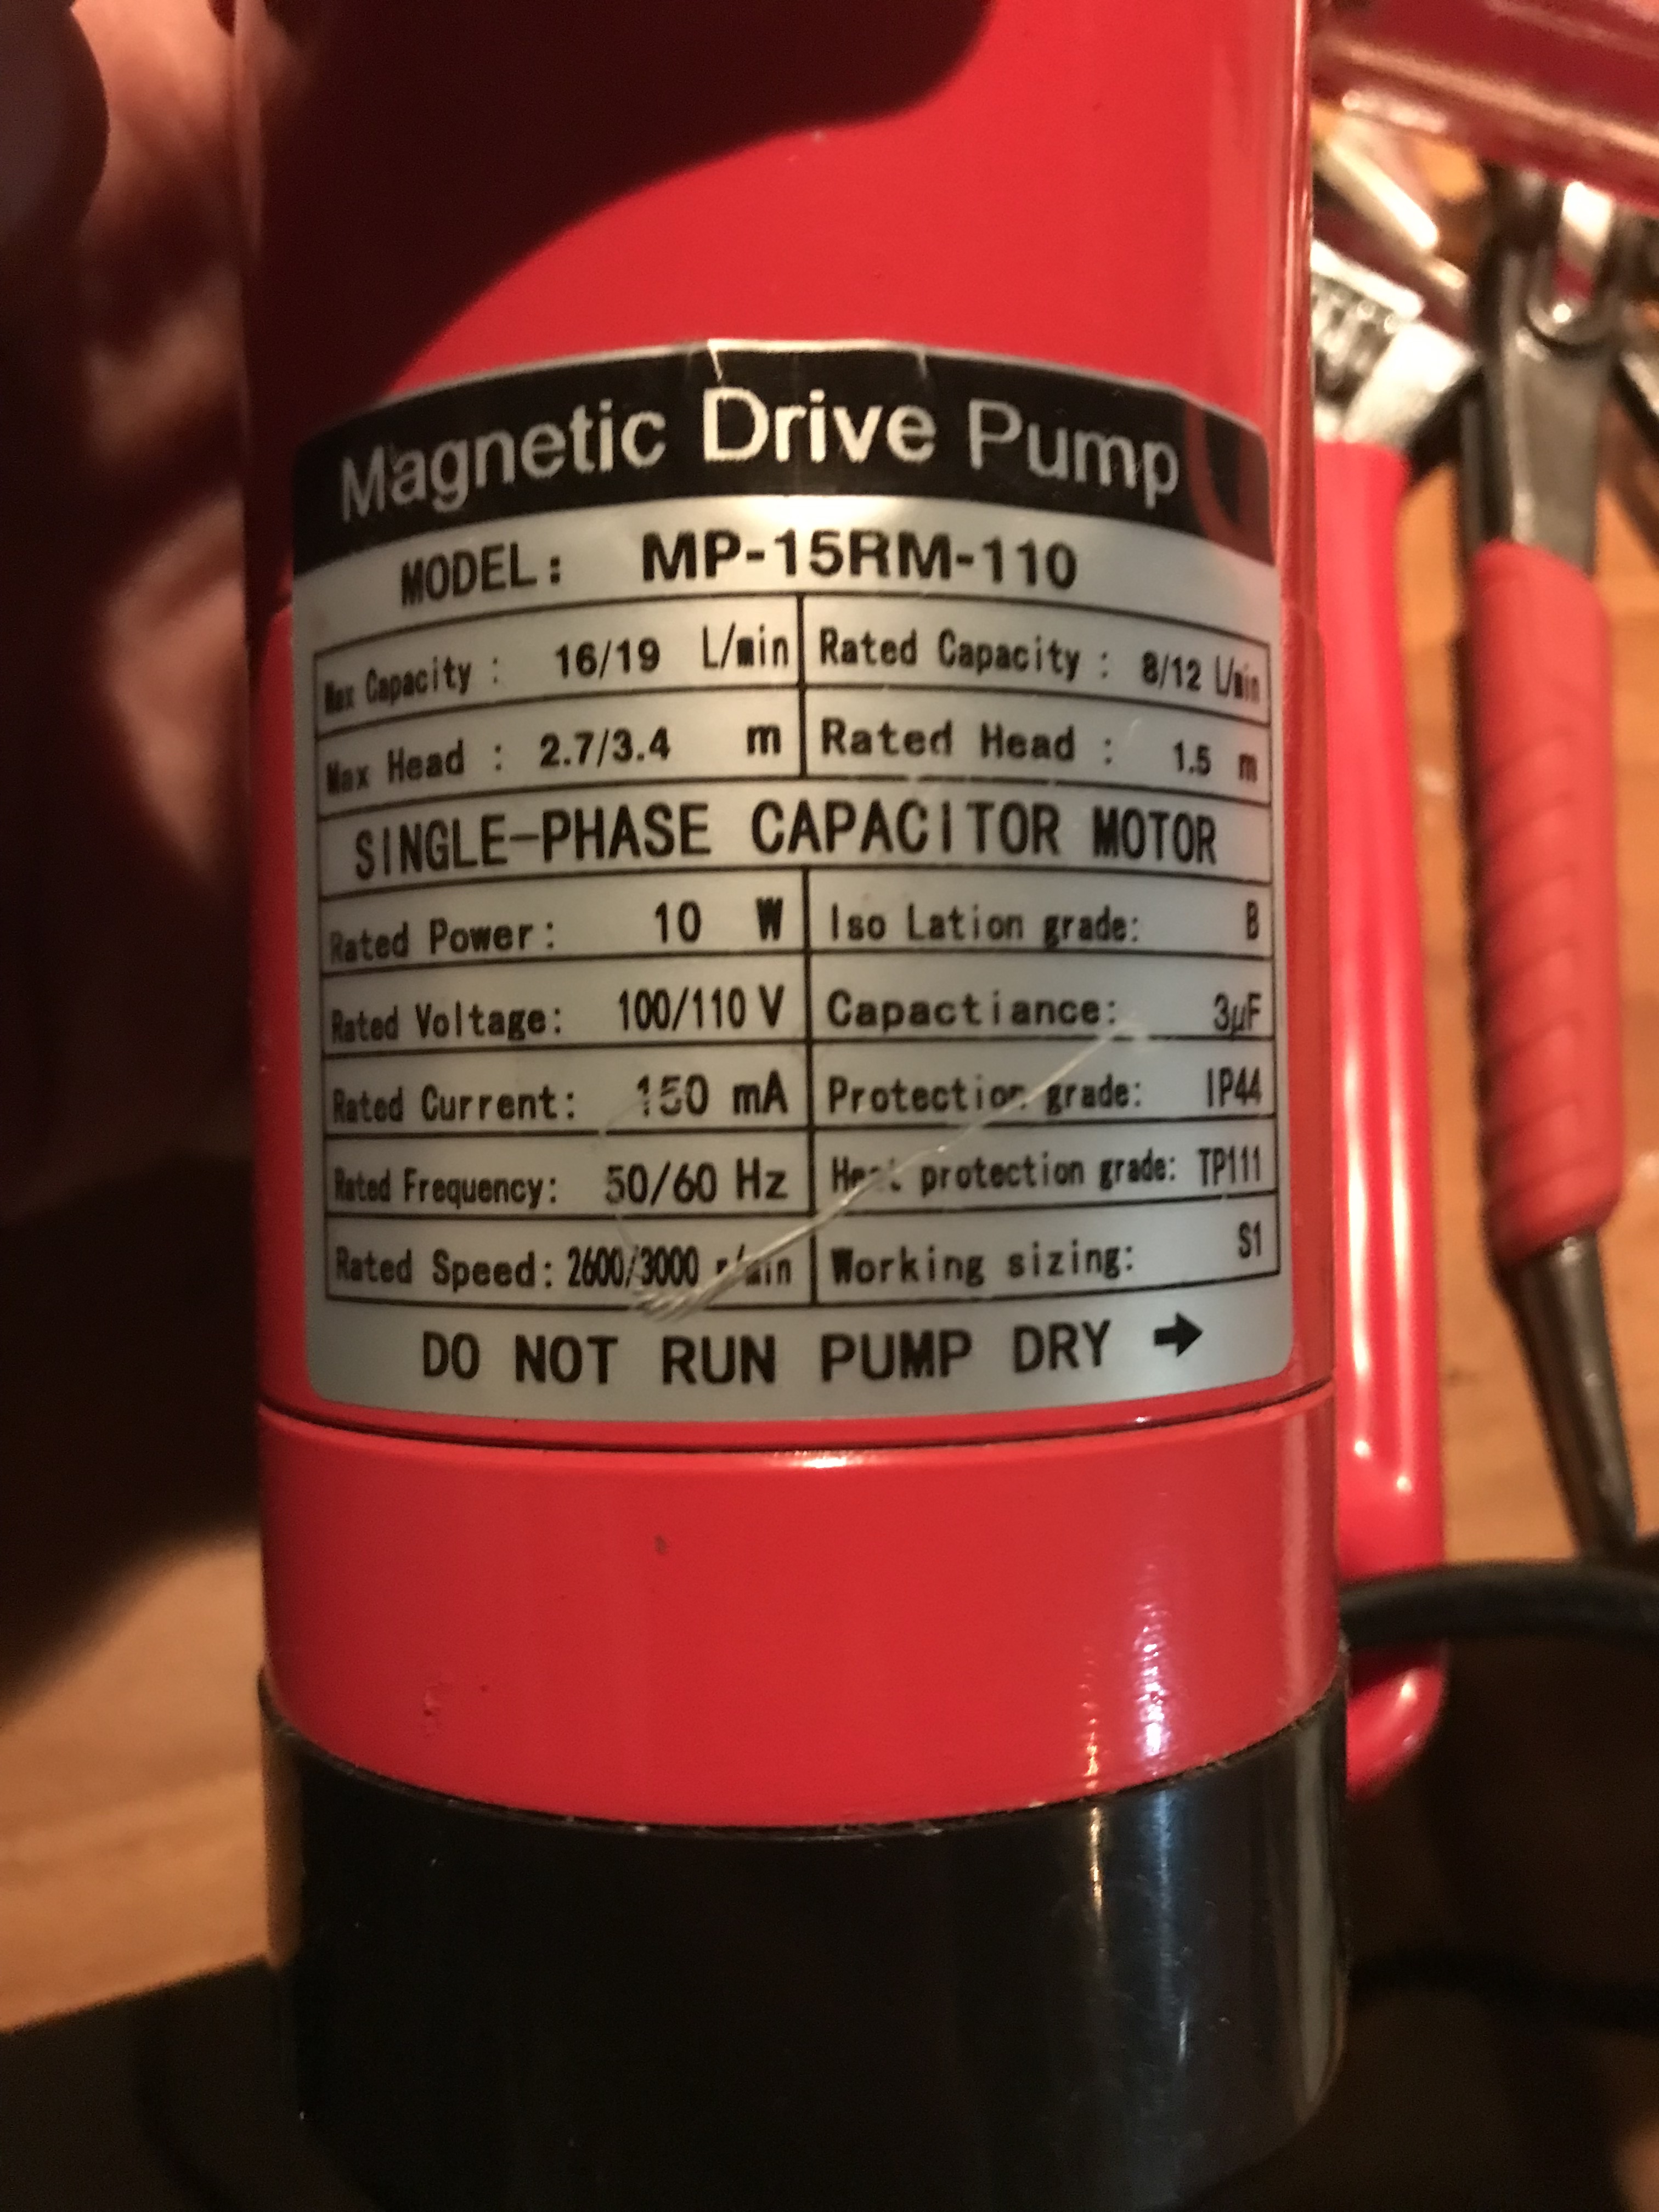 Magnetic Drive Pump
MODEL: MP-15RM-110
Max Capacity : 16/19 L/min Rated Capacity : 8/12 L/min
Max Head : 2.7/3.4 m Rated Head : 1.5 m
SINGLE-PHASE CAPACITOR MOTOR
Rated Power: 10 W Iso Lation grade: B
Rated Voltage: 100/110 V Capactiance: 3μF
Rated Current: 150 mA Protection grade: IP44
Rated Frequency: 50/60 Hz Heat protection grade: TP111
Rated Speed: 2600/3000 r/min Working sizing: S1
DO NOT RUN PUMP DRY →